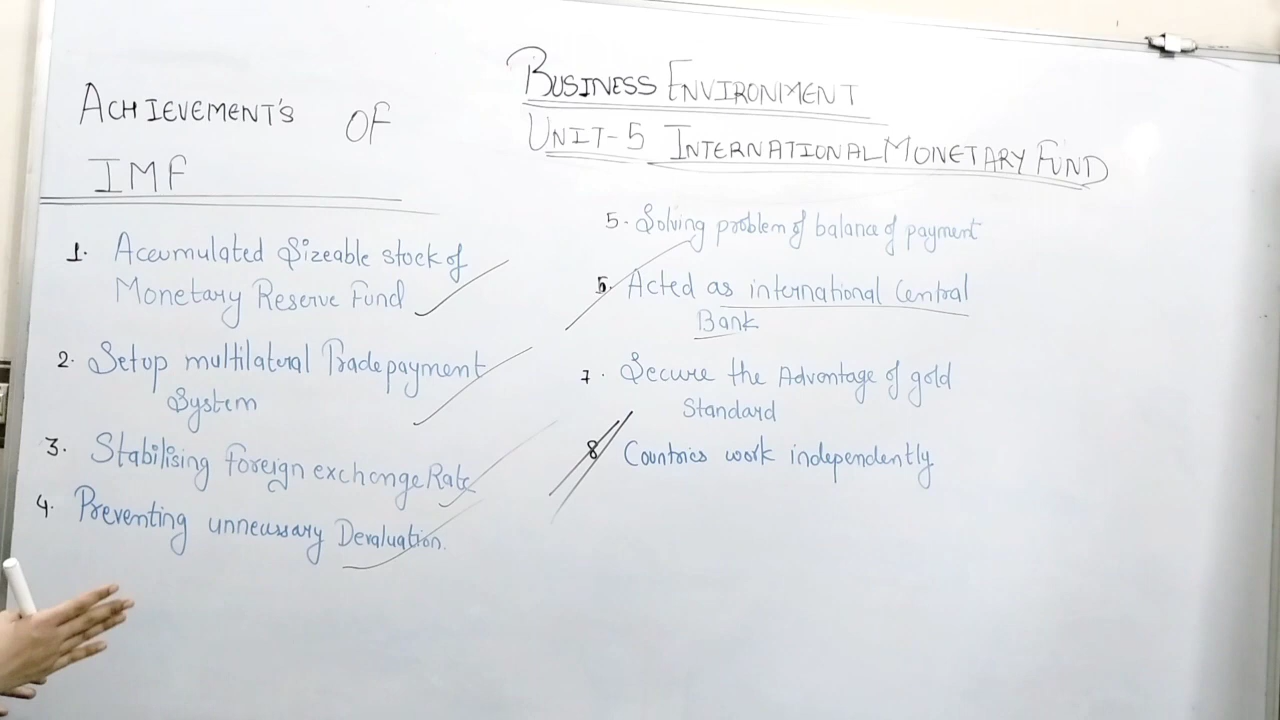 BUSINESS ENVIRONMENT
UNIT-5 INTERNATIONAL MONETARY FUND
ACHIEVEMENT'S OF
IMF
1. Accumulated Sizeable stock of
Monetary Reserve Fund
2. Setup multilateral Trade payment
System
3. Stabilising foreign exchange Rate
4. Preventing unnecessary Devaluation.
5. Solving problem of balance of payment
6. Acted as international Central
Bank
7. Secure the Advantage of gold
Standard
8 Countries work independently